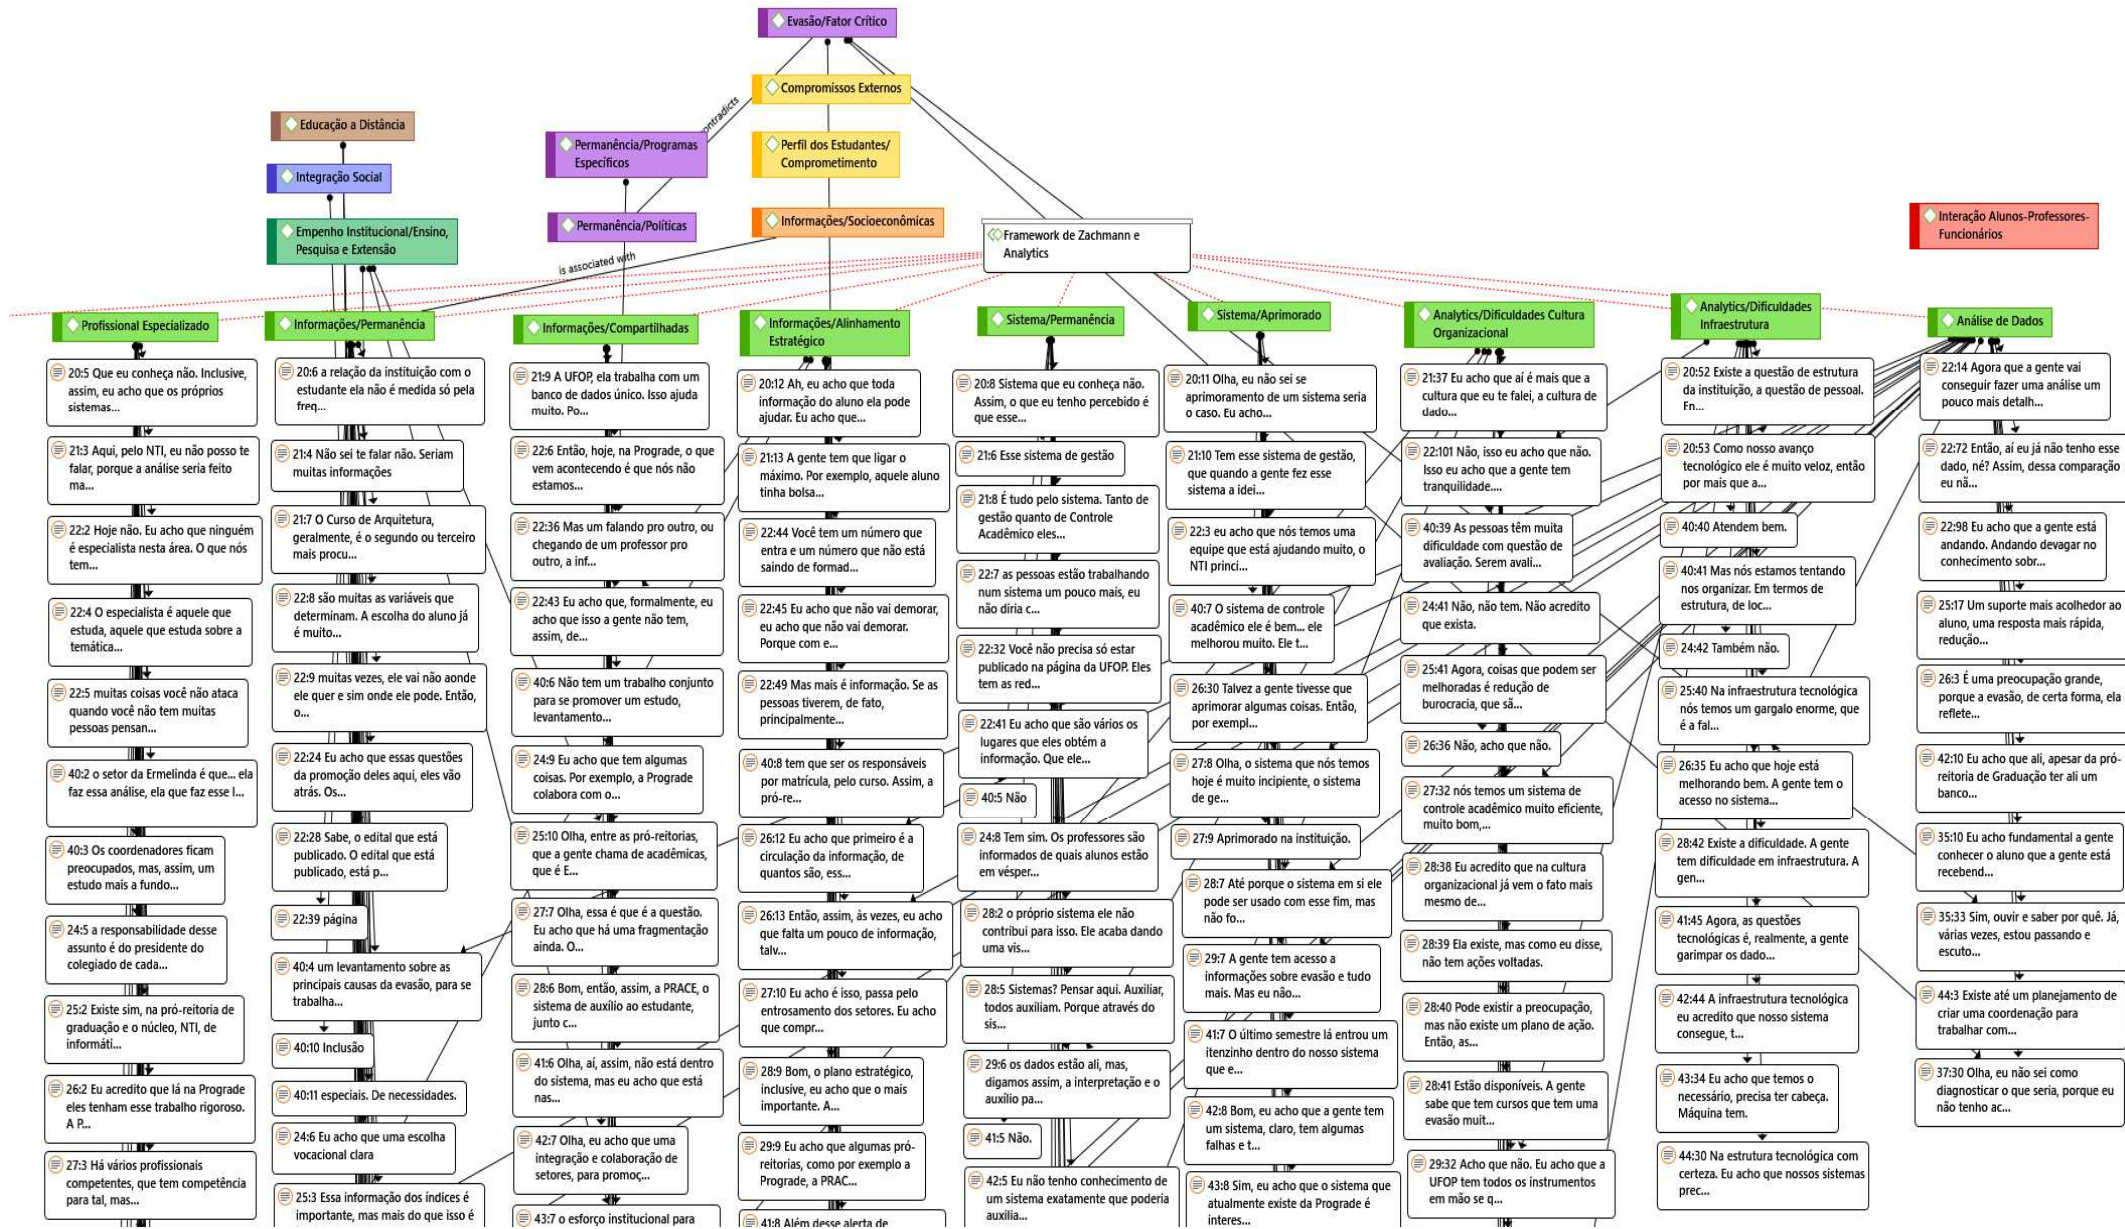 Evasão/Fator Crítico
Compromissos Externos
contradicts
Educação a Distância
Permanência/Programas
Específicos
Perfil dos Estudantes/
Comprometimento
Integração Social
Empenho Institucional/Ensino,
Pesquisa e Extensão
Permanência/Políticas
Informações/Socioeconômicas
Framework de Zachmann e
Analytics
Interação Alunos-Professores-
Funcionários
is associated with
Profissional Especializado
20:5 Que eu conheça não. Inclusive,
assim, eu acho que os próprios
sistemas...
21:3 Aqui, pelo NTI, eu não posso te
falar, porque a análise seria feito
ma...
22:2 Hoje não. Eu acho que ninguém
é especialista nesta área. O que nós
tem...
22:4 O especialista é aquele que
estuda, aquele que estuda sobre a
temática...
22:5 muitas coisas você não ataca
quando você não tem muitas
pessoas pensan...
40:2 o setor da Ermelinda é que... ela
faz essa análise, ela que faz esse l...
40:3 Os coordenadores ficam
preocupados, mas, assim, um
estudo mais a fundo...
24:5 a responsabilidade desse
assunto é do presidente do
colegiado de cada...
25:2 Existe sim, na pró-reitoria de
graduação e o núcleo, NTI, de
informáti...
26:2 Eu acredito que lá na Prograde
eles tenham esse trabalho rigoroso.
A P...
27:3 Há vários profissionais
competentes, que tem competência
para tal, mas...
Informações/Permanência
20:6 a relação da instituição com o
estudante ela não é medida só pela
freq...
21:4 Não sei te falar não. Seriam
muitas informações
21:7 O Curso de Arquitetura,
geralmente, é o segundo ou terceiro
mais procu...
22:8 são muitas as variáveis que
determinam. A escolha do aluno já
é muito...
22:9 muitas vezes, ele vai não aonde
ele quer e sim onde ele pode. Então,
o...
22:24 Eu acho que essas questões
da promoção deles aqui, eles vão
atrás. Os...
22:28 Sabe, o edital que está
publicado. O edital que está
publicado, está p...
22:39 página
40:4 um levantamento sobre as
principais causas da evasão, para se
trabalha...
40:10 Inclusão
40:11 especiais. De necessidades.
24:6 Eu acho que uma escolha
vocacional clara
25:3 Essa informação dos índices é
importante, mas mais do que isso é
Informações/Compartilhadas
21:9 A UFOP, ela trabalha com um
banco de dados único. Isso ajuda
muito. Po...
22:6 Então, hoje, na Prograde, o que
vem acontecendo é que nós não
estamos...
22:36 Mas um falando pro outro, ou
chegando de um professor pro
outro, a inf...
22:43 Eu acho que, formalmente, eu
acho que isso a gente não tem,
assim, de...
40:6 Não tem um trabalho conjunto
para se promover um estudo,
levantamento...
24:9 Eu acho que tem algumas
coisas. Por exemplo, a Prograde
colabora com o...
25:10 Olha, entre as pró-reitorias,
que a gente chama de acadêmicas,
que é E...
27:7 Olha, essa é que é a questão.
Eu acho que há uma fragmentação
ainda. O...
28:6 Bom, então, assim, a PRACE, o
sistema de auxílio ao estudante,
junto c...
41:6 Olha, aí, assim, não está dentro
do sistema, mas eu acho que está
nas...
42:7 Olha, eu acho que uma
integração e colaboração de
setores, para promoç...
43:7 o esforço institucional para
Informações/Alinhamento
Estratégico
20:12 Ah, eu acho que toda
informação do aluno ela pode
ajudar. Eu acho que...
21:13 A gente tem que ligar o
máximo. Por exemplo, aquele aluno
tinha bolsa...
22:44 Você tem um número que
entra e um número que não está
saindo de formad...
22:45 Eu acho que não vai demorar,
eu acho que não vai demorar.
Porque com e...
22:49 Mas mais é informação. Se as
pessoas tiverem, de fato,
principalmente...
40:8 tem que ser os responsáveis
por matrícula, pelo curso. Assim, a
pró-re...
26:12 Eu acho que primeiro é a
circulação da informação, de
quantos são, ess...
26:13 Então, assim, às vezes, eu acho
que falta um pouco de informação,
talv...
27:10 Eu acho é isso, passa pelo
entrosamento dos setores. Eu acho
que compr...
28:9 Bom, o plano estratégico,
inclusive, eu acho que o mais
importante. A...
29:9 Eu acho que algumas pró-
reitorias, como por exemplo a
Prograde, a PRAC...
41:8 Além desse alerta de
Sistema/Permanência
20:8 Sistema que eu conheça não.
Assim, o que eu tenho percebido é
que esse...
21:6 Esse sistema de gestão
21:8 É tudo pelo sistema. Tanto de
gestão quanto de Controle
Acadêmico eles...
22:7 as pessoas estão trabalhando
num sistema um pouco mais, eu
não diria c...
22:32 Você não precisa só estar
publicado na página da UFOP. Eles
tem as red...
22:41 Eu acho que são vários os
lugares que eles obtém a
informação. Que ele...
40:5 Não
24:8 Tem sim. Os professores são
informados de quais alunos estão
em vésper...
28:2 o próprio sistema ele não
contribui para isso. Ele acaba dando
uma vis...
28:5 Sistemas? Pensar aqui. Auxiliar,
todos auxiliam. Porque através do
sis...
29:6 os dados estão ali, mas,
digamos assim, a interpretação e o
auxílio pa...
41:5 Não.
42:5 Eu não tenho conhecimento de
um sistema exatamente que poderia
auxilia...
Sistema/Aprimorado
20:11 Olha, eu não sei se
aprimoramento de um sistema seria
o caso. Eu acho...
21:10 Tem esse sistema de gestão,
que quando a gente fez esse
sistema a idei...
22:3 eu acho que nós temos uma
equipe que está ajudando muito, o
NTI princi...
40:7 O sistema de controle
acadêmico ele é bem... ele
melhorou muito. Ele t...
26:30 Talvez a gente tivesse que
aprimorar algumas coisas. Então,
por exempl...
27:8 Olha, o sistema que nós temos
hoje é muito incipiente, o sistema
de ge...
27:9 Aprimorado na instituição.
28:7 Até porque o sistema em si ele
pode ser usado com esse fim, mas
não fo...
29:7 A gente tem acesso a
informações sobre evasão e tudo
mais. Mas eu não...
41:7 O último semestre lá entrou um
itenzinho dentro do nosso sistema
que e...
42:8 Bom, eu acho que a gente tem
um sistema, claro, tem algumas
falhas e t...
43:8 Sim, eu acho que o sistema que
atualmente existe da Prograde é
interes...
Analytics/Dificuldades Cultura
Organizacional
21:37 Eu acho que aí é mais que a
cultura que eu te falei, a cultura de
dado...
22:101 Não, isso eu acho que não.
Isso eu acho que a gente tem
tranquilidade....
40:39 As pessoas têm muita
dificuldade com questão de
avaliação. Serem avali...
24:41 Não, não tem. Não acredito
que exista.
25:41 Agora, coisas que podem ser
melhoradas é redução de
burocracia, que sã...
26:36 Não, acho que não.
27:32 nós temos um sistema de
controle acadêmico muito eficiente,
muito bom,...
28:38 Eu acredito que na cultura
organizacional já vem o fato mais
mesmo de...
28:39 Ela existe, mas como eu disse,
não tem ações voltadas.
28:40 Pode existir a preocupação,
mas não existe um plano de ação.
Então, as...
28:41 Estão disponíveis. A gente
sabe que tem cursos que tem uma
evasão muit...
29:32 Acho que não. Eu acho que a
UFOP tem todos os instrumentos
em mão se q...
Analytics/Dificuldades
Infraestrutura
20:52 Existe a questão de estrutura
da instituição, a questão de pessoal.
En...
20:53 Como nosso avanço
tecnológico ele é muito veloz, então
por mais que a...
40:40 Atendem bem.
40:41 Mas nós estamos tentando
nos organizar. Em termos de
estrutura, de loc...
24:42 Também não.
25:40 Na infraestrutura tecnológica
nós temos um gargalo enorme, que
é a fal...
26:35 Eu acho que hoje está
melhorando bem. A gente tem o
acesso no sistema...
28:42 Existe a dificuldade. A gente
tem dificuldade em infraestrutura. A
gen...
41:45 Agora, as questões
tecnológicas é, realmente, a gente
garimpar os dado...
42:44 A infraestrutura tecnológica
eu acredito que nosso sistema
consegue, t...
43:34 Eu acho que temos o
necessário, precisa ter cabeça.
Máquina tem.
44:30 Na estrutura tecnológica com
certeza. Eu acho que nossos sistemas
prec...
Análise de Dados
22:14 Agora que a gente vai
conseguir fazer uma análise um
pouco mais detalh...
22:72 Então, aí eu já não tenho esse
dado, né? Assim, dessa comparação
eu nã...
22:98 Eu acho que a gente está
andando. Andando devagar no
conhecimento sobr...
25:17 Um suporte mais acolhedor ao
aluno, uma resposta mais rápida,
redução...
26:3 É uma preocupação grande,
porque a evasão, de certa forma, ela
reflete...
42:10 Eu acho que ali, apesar da pró-
reitoria de Graduação ter ali um
banco...
35:10 Eu acho fundamental a gente
conhecer o aluno que a gente está
recebend...
35:33 Sim, ouvir e saber por quê. Já,
várias vezes, estou passando e
escuto...
44:3 Existe até um planejamento de
criar uma coordenação para
trabalhar com...
37:30 Olha, eu não sei como
diagnosticar o que seria, porque eu
não tenho ac...